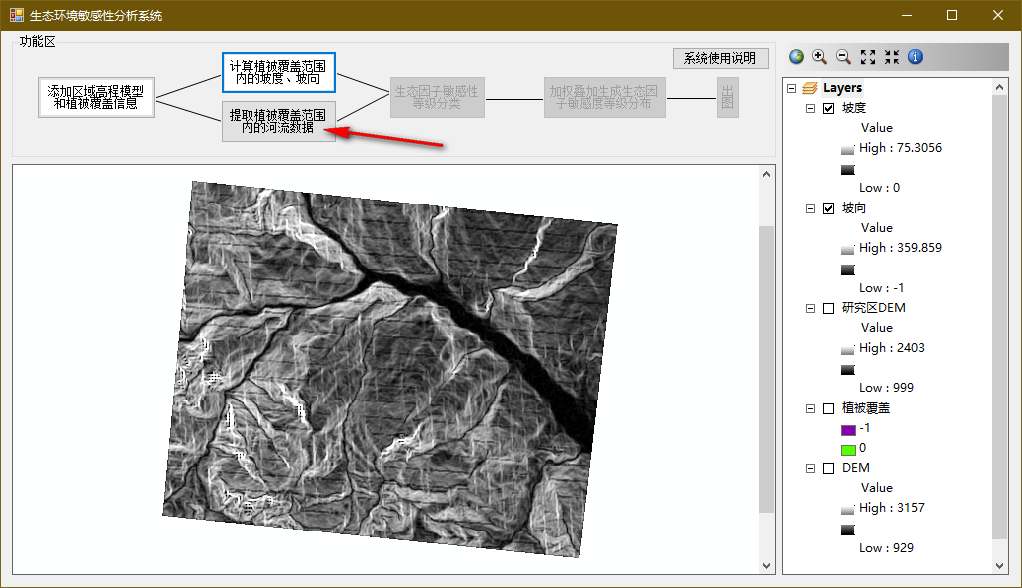 生态环境敏感性分析系统
功能区
系统使用说明
添加区域高程模型
和植被覆盖信息
计算植被覆盖范围
内的坡度、坡向
提取植被覆盖范围
内的河流数据
生态因子敏感性
等级分类
加权叠加生成生态因
子敏感度等级分布
出
图
Layers
坡度
Value
High : 75.3056
Low : 0
坡向
Value
High : 359.859
Low : -1
研究区DEM
Value
High : 2403
Low : 999
植被覆盖
-1
0
DEM
Value
High : 3157
Low : 929